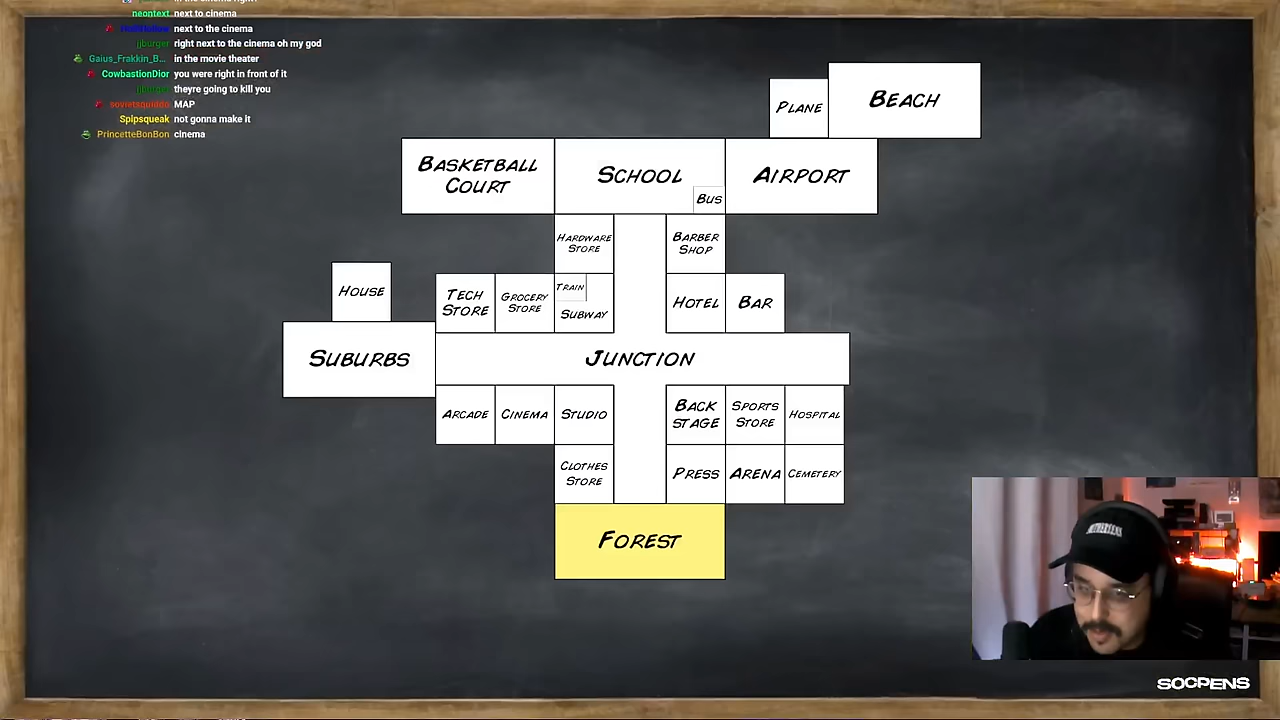 neontext next to cinema
next to the cinema
jjburger right next to the cinema oh my god
Gaius_Frakkin_B... in the movie theater
CowbastionDior you were right in front of it
jjburger theyre going to kill you
sovietsquiddo MAP
Spipsqueak not gonna make it
PrincetteBonBon cinema
PLANE
BEACH
BASKETBALL
COURT
SCHOOL
BUS
AIRPORT
HARDWARE
STORE
BARBER
SHOP
HOUSE
TECH
STORE
GROCERY
STORE
TRAIN
SUBWAY
HOTEL
BAR
SUBURBS
JUNCTION
ARCADE
CINEMA
STUDIO
BACK
STAGE
SPORTS
STORE
HOSPITAL
CLOTHES
STORE
PRESS
ARENA
CEMETERY
FOREST
SOCPENS